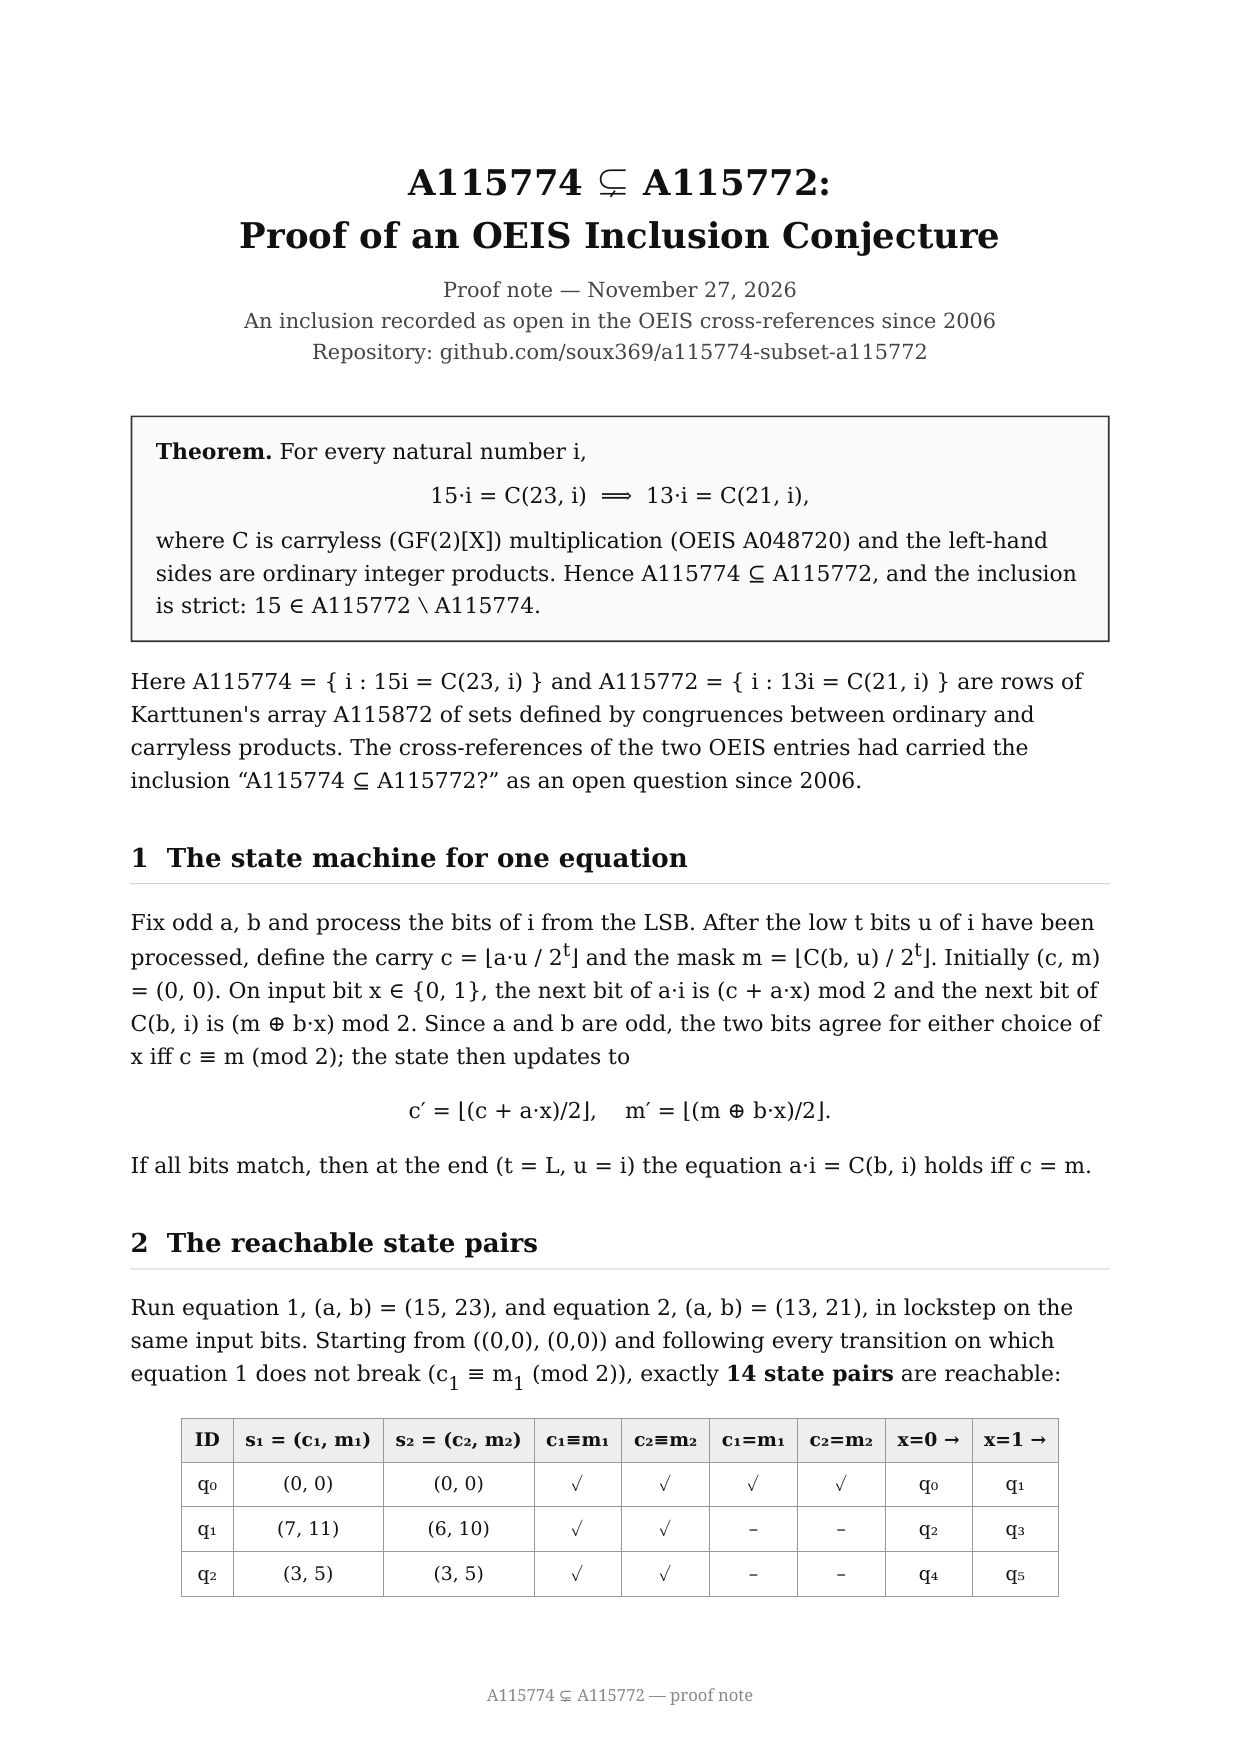 A115774 ⊊ A115772:
Proof of an OEIS Inclusion Conjecture
Proof note — November 27, 2026
An inclusion recorded as open in the OEIS cross-references since 2006
Repository: github.com/soux369/a115774-subset-a115772
Theorem. For every natural number i,
15·i = C(23, i) ⟹ 13·i = C(21, i),
where C is carryless (GF(2)[X]) multiplication (OEIS A048720) and the left-hand
sides are ordinary integer products. Hence A115774 ⊆ A115772, and the inclusion
is strict: 15 ∈ A115772 \ A115774.
Here A115774 = { i : 15i = C(23, i) } and A115772 = { i : 13i = C(21, i) } are rows of
Karttunen's array A115872 of sets defined by congruences between ordinary and
carryless products. The cross-references of the two OEIS entries had carried the
inclusion “A115774 ⊆ A115772?” as an open question since 2006.
1 The state machine for one equation
Fix odd a, b and process the bits of i from the LSB. After the low t bits u of i have been
processed, define the carry c = ⌊a·u / 2ᵗ⌋ and the mask m = ⌊C(b, u) / 2ᵗ⌋. Initially (c, m)
= (0, 0). On input bit x ∈ {0, 1}, the next bit of a·i is (c + a·x) mod 2 and the next bit of
C(b, i) is (m ⊕ b·x) mod 2. Since a and b are odd, the two bits agree for either choice of
x iff c ≡ m (mod 2); the state then updates to
c′ = ⌊(c + a·x)/2⌋, m′ = ⌊(m ⊕ b·x)/2⌋.
If all bits match, then at the end (t = L, u = i) the equation a·i = C(b, i) holds iff c = m.
2 The reachable state pairs
Run equation 1, (a, b) = (15, 23), and equation 2, (a, b) = (13, 21), in lockstep on the
same input bits. Starting from ((0,0), (0,0)) and following every transition on which
equation 1 does not break (c₁ ≡ m₁ (mod 2)), exactly 14 state pairs are reachable:
ID s₁ = (c₁, m₁) s₂ = (c₂, m₂) c₁≡m₁ c₂≡m₂ c₁=m₁ c₂=m₂ x=0 → x=1 →
q₀ (0, 0) (0, 0) √ √ √ √ q₀ q₁
q₁ (7, 11) (6, 10) √ √ – – q₂ q₃
q₂ (3, 5) (3, 5) √ √ – – q₄ q₅
A115774 ⊊ A115772 — proof note